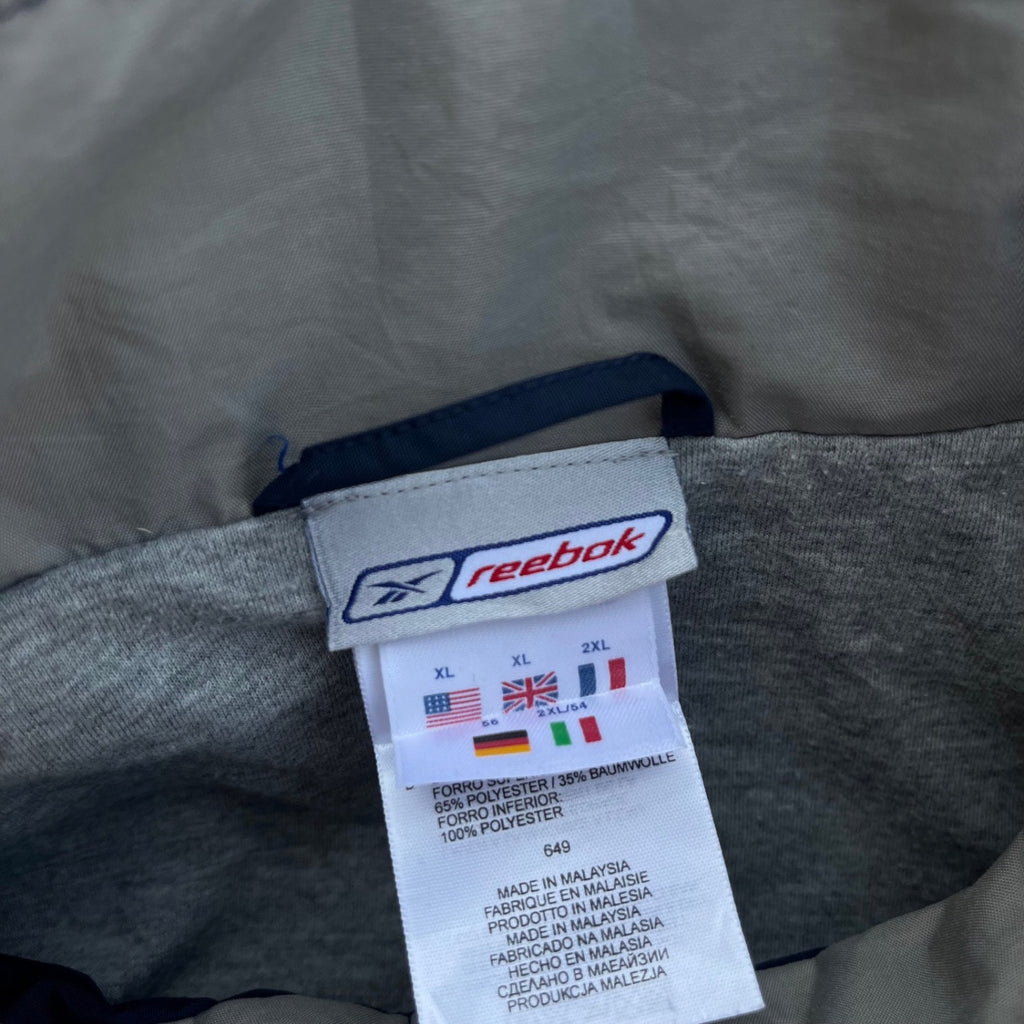 reebok
XL XL 2XL
56 2XL/54
FORRO
65% POLYESTER / 35% BAUMWOLLE
FORRO INFERIOR:
100% POLYESTER
649
MADE IN MALAYSIA
FABRIQUE EN MALAISIE
PRODOTTO IN MALESIA
MADE IN MALAYSIA
FABRICADO NA MALASIA
HECHO EN MALASIA
СДЕЛАНО В МАЕАЙЗИИ
PRODUKCJA MALEZJA